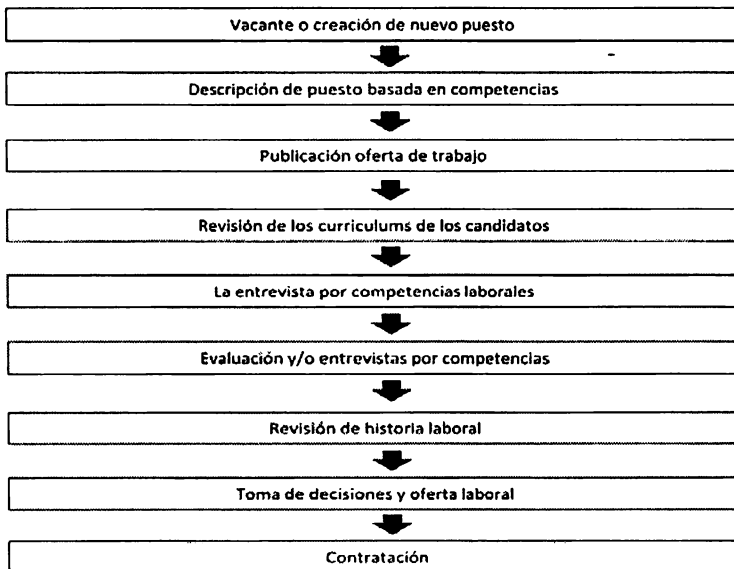 Vacante o creación de nuevo puesto
Descripción de puesto basada en competencias
Publicación oferta de trabajo
Revisión de los curriculums de los candidatos
La entrevista por competencias laborales
Evaluación y/o entrevistas por competencias
Revisión de historia laboral
Toma de decisiones y oferta laboral
Contratación